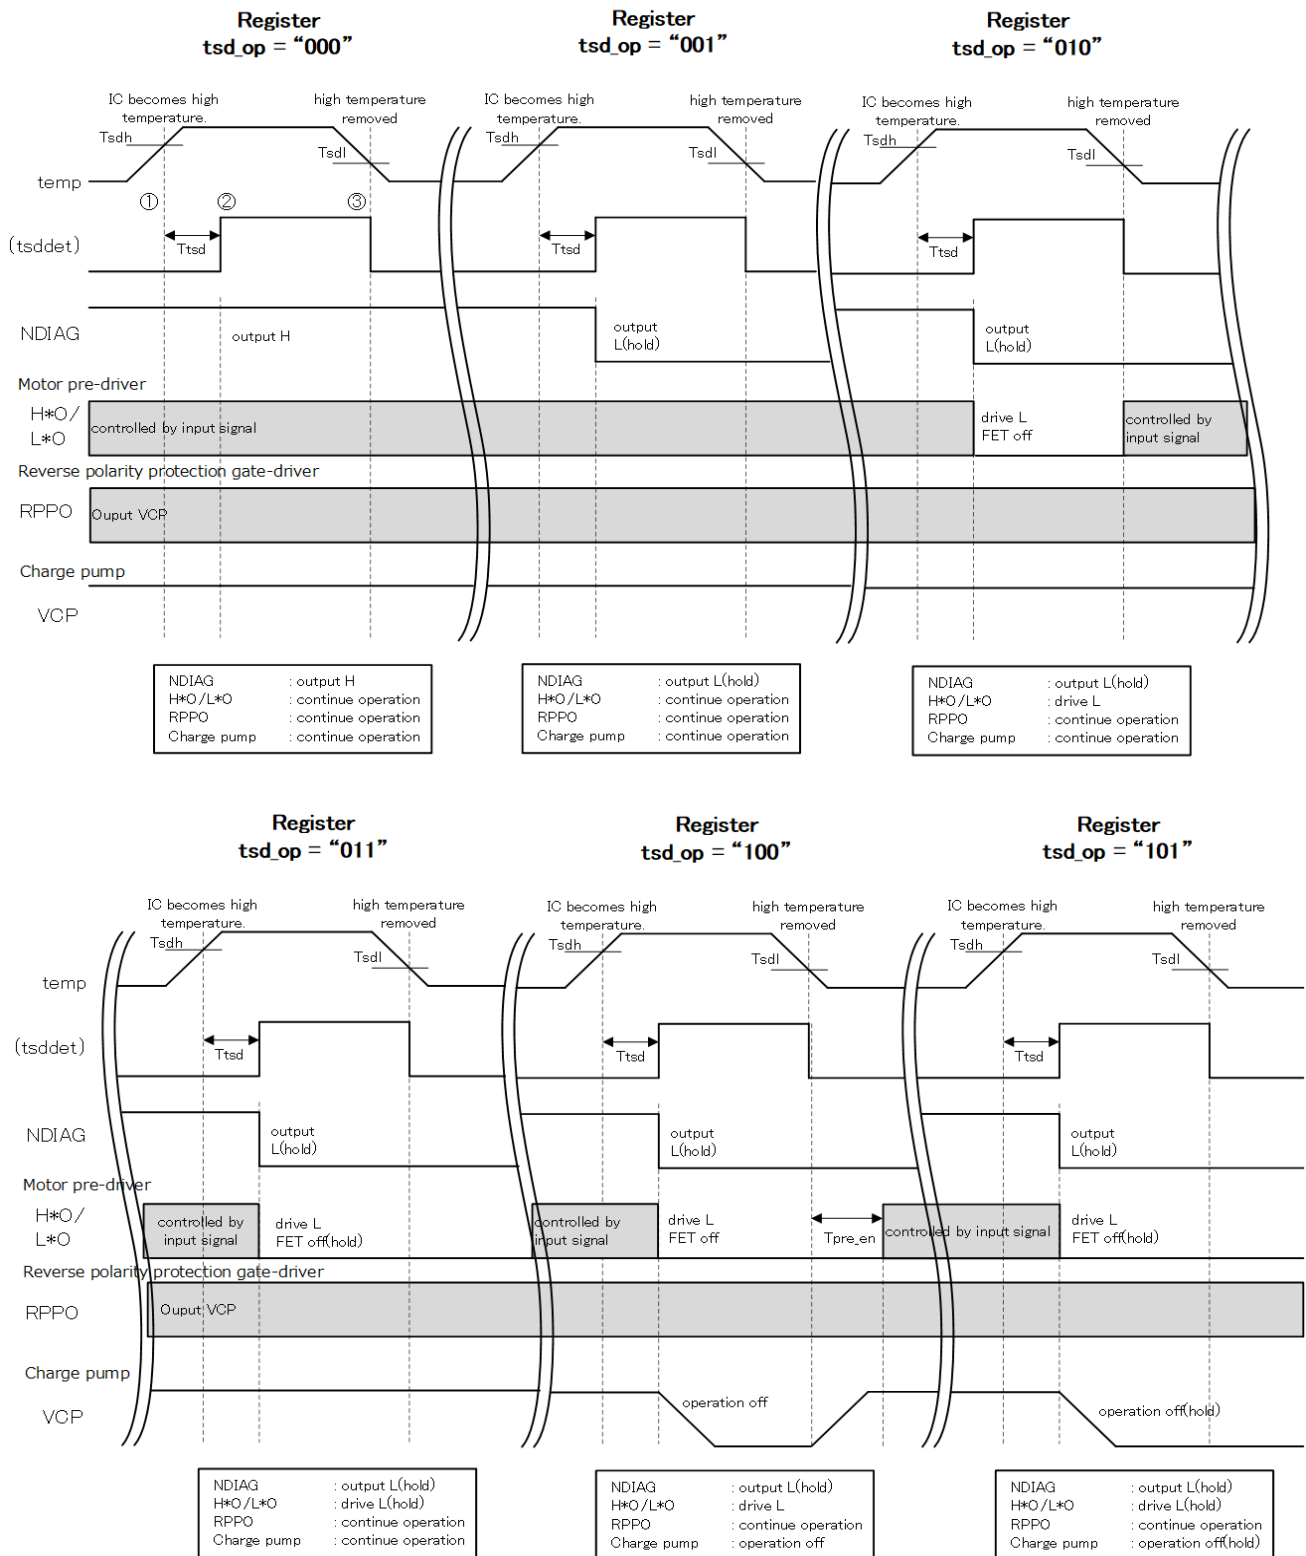 Register
tsd_op = “000”
Register
tsd_op = “001”
Register
tsd_op = “010”
IC becomes high
temperature.
high temperature
removed
IC becomes high
temperature.
high temperature
removed
IC becomes high
temperature.
high temperature
removed
Tsdh
Tsdl
Tsdh
Tsdl
Tsdh
Tsdl
temp
①
②
③
(tsddet)
Ttsd
Ttsd
Ttsd
NDIAG
output H
output
L(hold)
output
L(hold)
Motor pre-driver
H*O/
L*O
controlled by input signal
drive L
FET off
controlled by
input signal
Reverse polarity protection gate-driver
RPPO
Ouput VCP
Charge pump
VCP
NDIAG : output H
H*O/L*O : continue operation
RPPO : continue operation
Charge pump : continue operation
NDIAG : output L(hold)
H*O/L*O : continue operation
RPPO : continue operation
Charge pump : continue operation
NDIAG : output L(hold)
H*O/L*O : drive L
RPPO : continue operation
Charge pump : continue operation
Register
tsd_op = “011”
Register
tsd_op = “100”
Register
tsd_op = “101”
IC becomes high
temperature.
high temperature
removed
IC becomes high
temperature.
high temperature
removed
IC becomes high
temperature.
high temperature
removed
Tsdh
Tsdl
Tsdh
Tsdl
Tsdh
Tsdl
temp
(tsddet)
Ttsd
Ttsd
Ttsd
NDIAG
output
L(hold)
output
L(hold)
output
L(hold)
Motor pre-driver
H*O/
L*O
controlled by
input signal
drive L
FET off(hold)
controlled by
input signal
drive L
FET off
Tpre_en
controlled by input signal
drive L
FET off(hold)
Reverse polarity protection gate-driver
RPPO
Ouput VCP
Charge pump
VCP
operation off
operation off(hold)
NDIAG : output L(hold)
H*O/L*O : drive L(hold)
RPPO : continue operation
Charge pump : continue operation
NDIAG : output L(hold)
H*O/L*O : drive L
RPPO : continue operation
Charge pump : operation off
NDIAG : output L(hold)
H*O/L*O : drive L(hold)
RPPO : continue operation
Charge pump : operation off(hold)